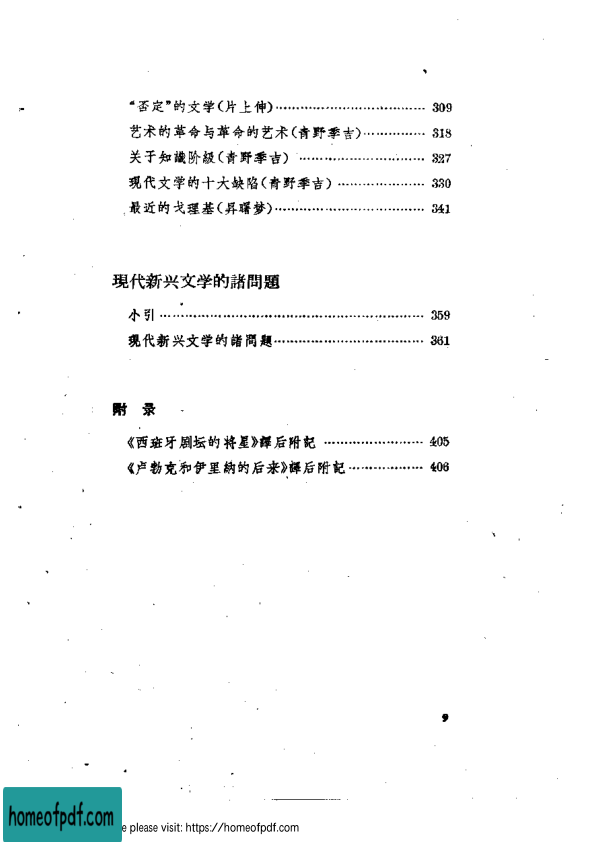 “否定”的文学(片上伸)…………………………… 309
艺术的革命与革命的艺术(青野季吉)…………… 318
关于知識阶級(青野季吉) ……………………… 327
現代文学的十大缺陷(青野季吉) ……………… 330
最近的戈理基(昇曙梦)…………………………… 341
現代新兴文学的諸問題
小引 ………………………………………………… 359
現代新兴文学的諸問題…………………………… 361
附 录
《西班牙剧坛的将星》譯后附記 ………………… 405
《卢勃克和伊里納的后来》譯后附記……………… 406
9
homeofpdf.com
e please visit: https://homeofpdf.com